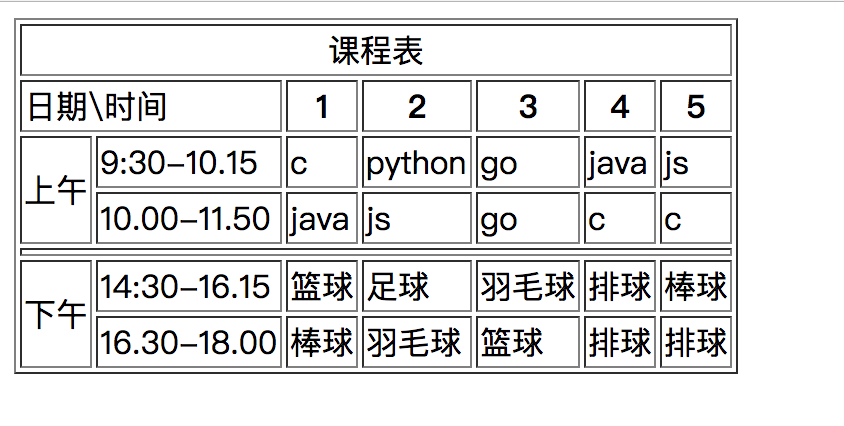 课程表
日期\时间 1 2 3 4 5
上午 9:30-10.15 c python go java js
10.00-11.50 java js go c c
下午 14:30-16.15 篮球 足球 羽毛球 排球 棒球
16.30-18.00 棒球 羽毛球 篮球 排球 排球